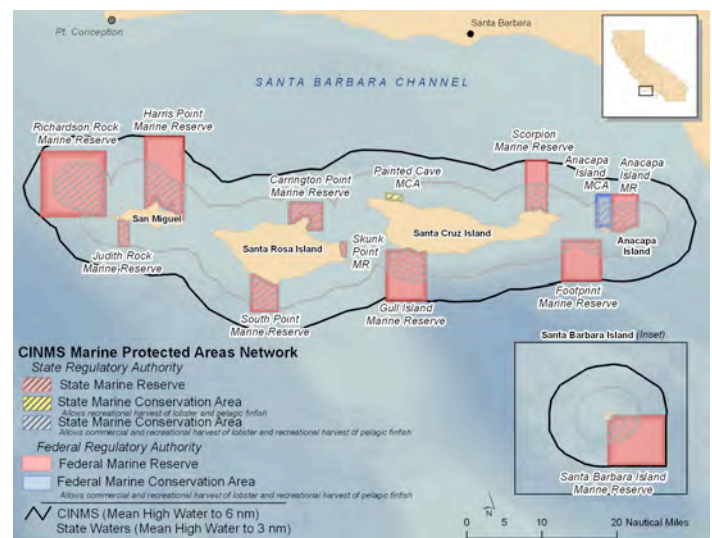 Pt. Conception
Santa Barbara
SANTA BARBARA CHANNEL
Richardson Rock
Marine Reserve
Harris Point
Marine Reserve
Carrington Point
Marine Reserve
Painted Cave
MCA
Scorpion
Marine Reserve
Anacapa
Island
MCA
Anacapa
Island
MR
San Miguel
Santa Rosa Island
Santa Cruz Island
Anacapa
Island
Judith Rock
Marine Reserve
Skunk
Point
MR
South Point
Marine Reserve
Gull Island
Marine Reserve
Footprint
Marine Reserve
Santa Barbara Island (Inset)
Santa Barbara Island
Marine Reserve
CINMS Marine Protected Areas Network
State Regulatory Authority
State Marine Reserve
State Marine Conservation Area
Allows recreational harvest of lobster and pelagic finfish
State Marine Conservation Area
Allows commercial and recreational harvest of lobster and recreational harvest of pelagic finfish
Federal Regulatory Authority
Federal Marine Reserve
Federal Marine Conservation Area
Allows commercial and recreational harvest of lobster and recreational harvest of pelagic finfish
CINMS (Mean High Water to 6 nm)
State Waters (Mean High Water to 3 nm)
N
0 5 10 20 Nautical Miles